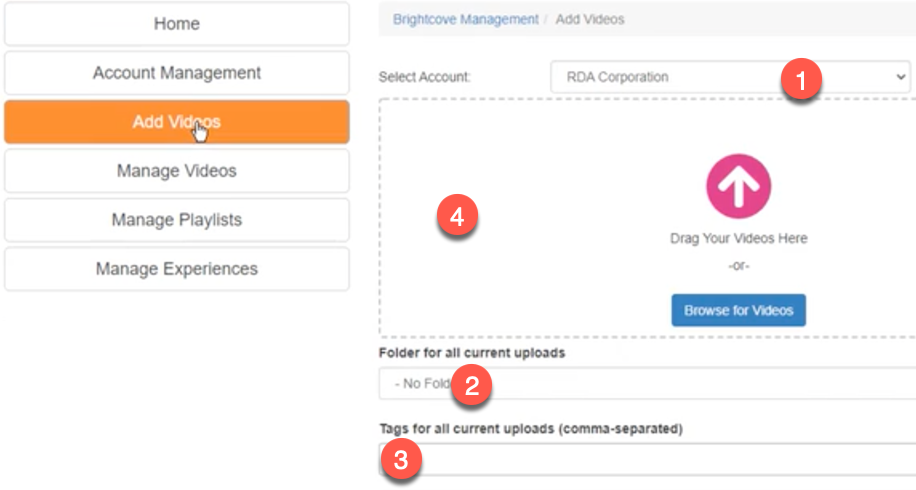 Home
Account Management
Add Videos
Manage Videos
Manage Playlists
Manage Experiences
Brightcove Management / Add Videos
Select Account:
RDA Corporation
1
4
Drag Your Videos Here
-or-
Browse for Videos
Folder for all current uploads
- No Fold
2
Tags for all current uploads (comma-separated)
3